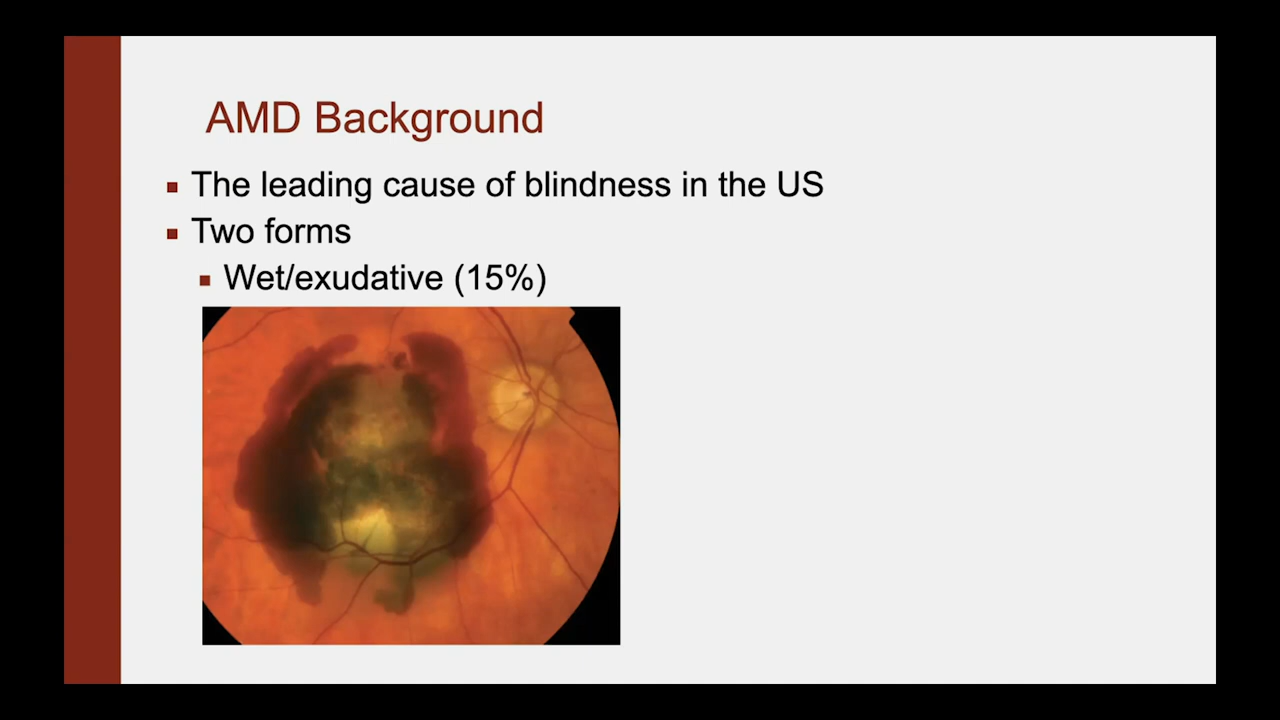 AMD Background
The leading cause of blindness in the US
Two forms
Wet/exudative (15%)